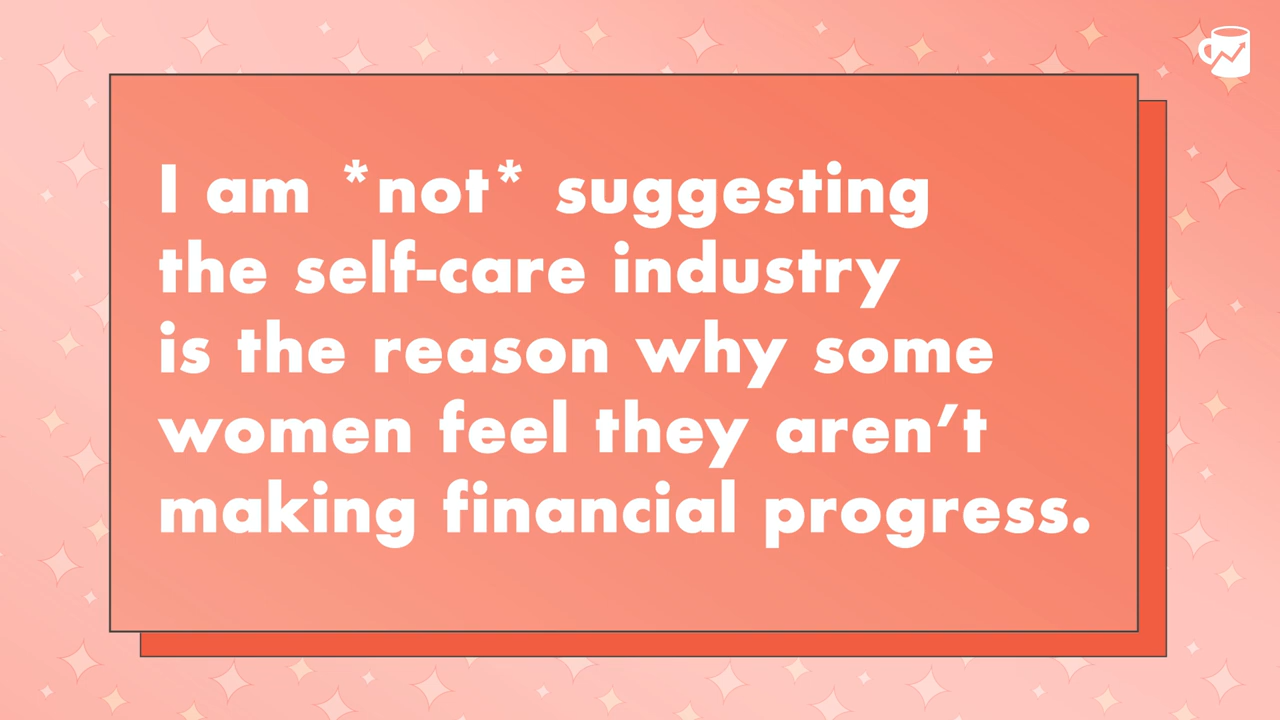 I am *not* suggesting
the self-care industry
is the reason why some
women feel they aren’t
making financial progress.